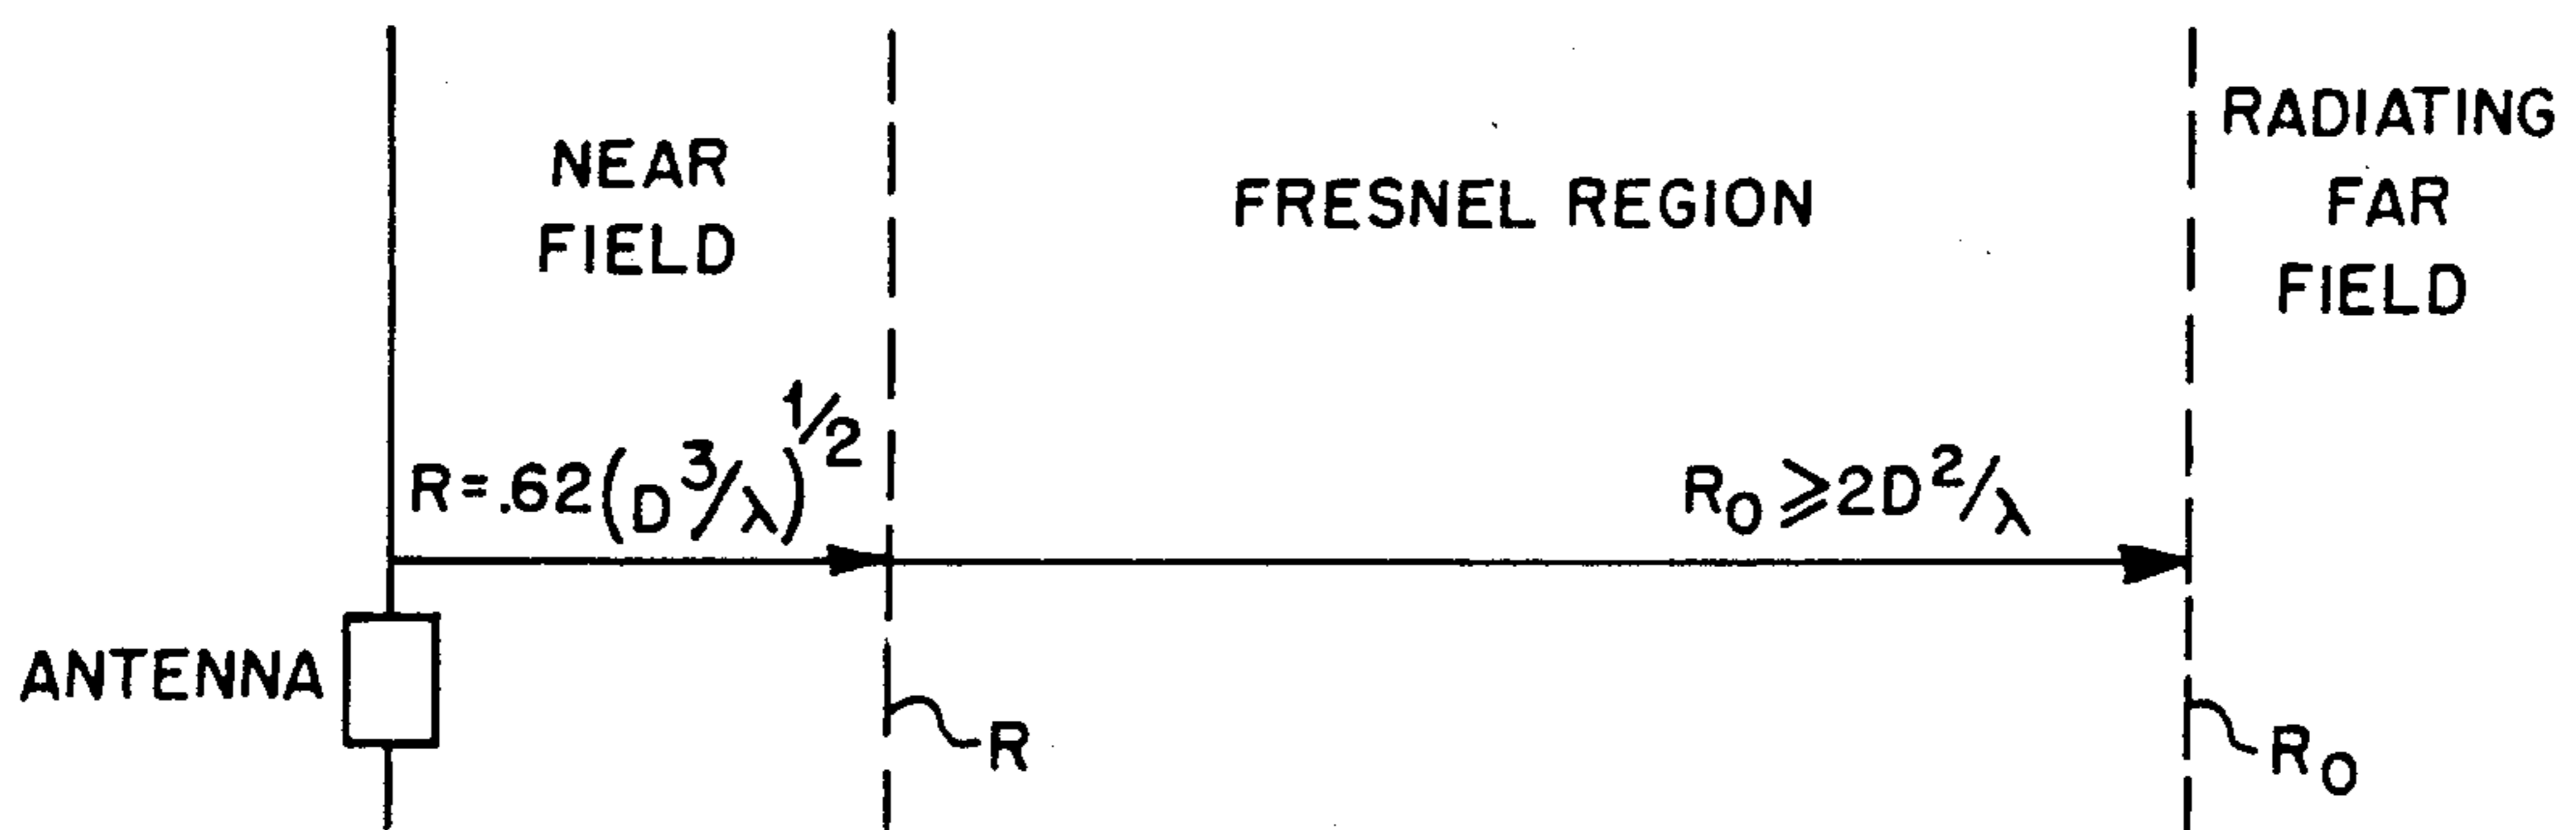 NEAR
FIELD
FRESNEL REGION
RADIATING
FAR
FIELD
R=.62(D³/λ)^1/2
R₀ ⩾2D²/λ
ANTENNA
R
R₀